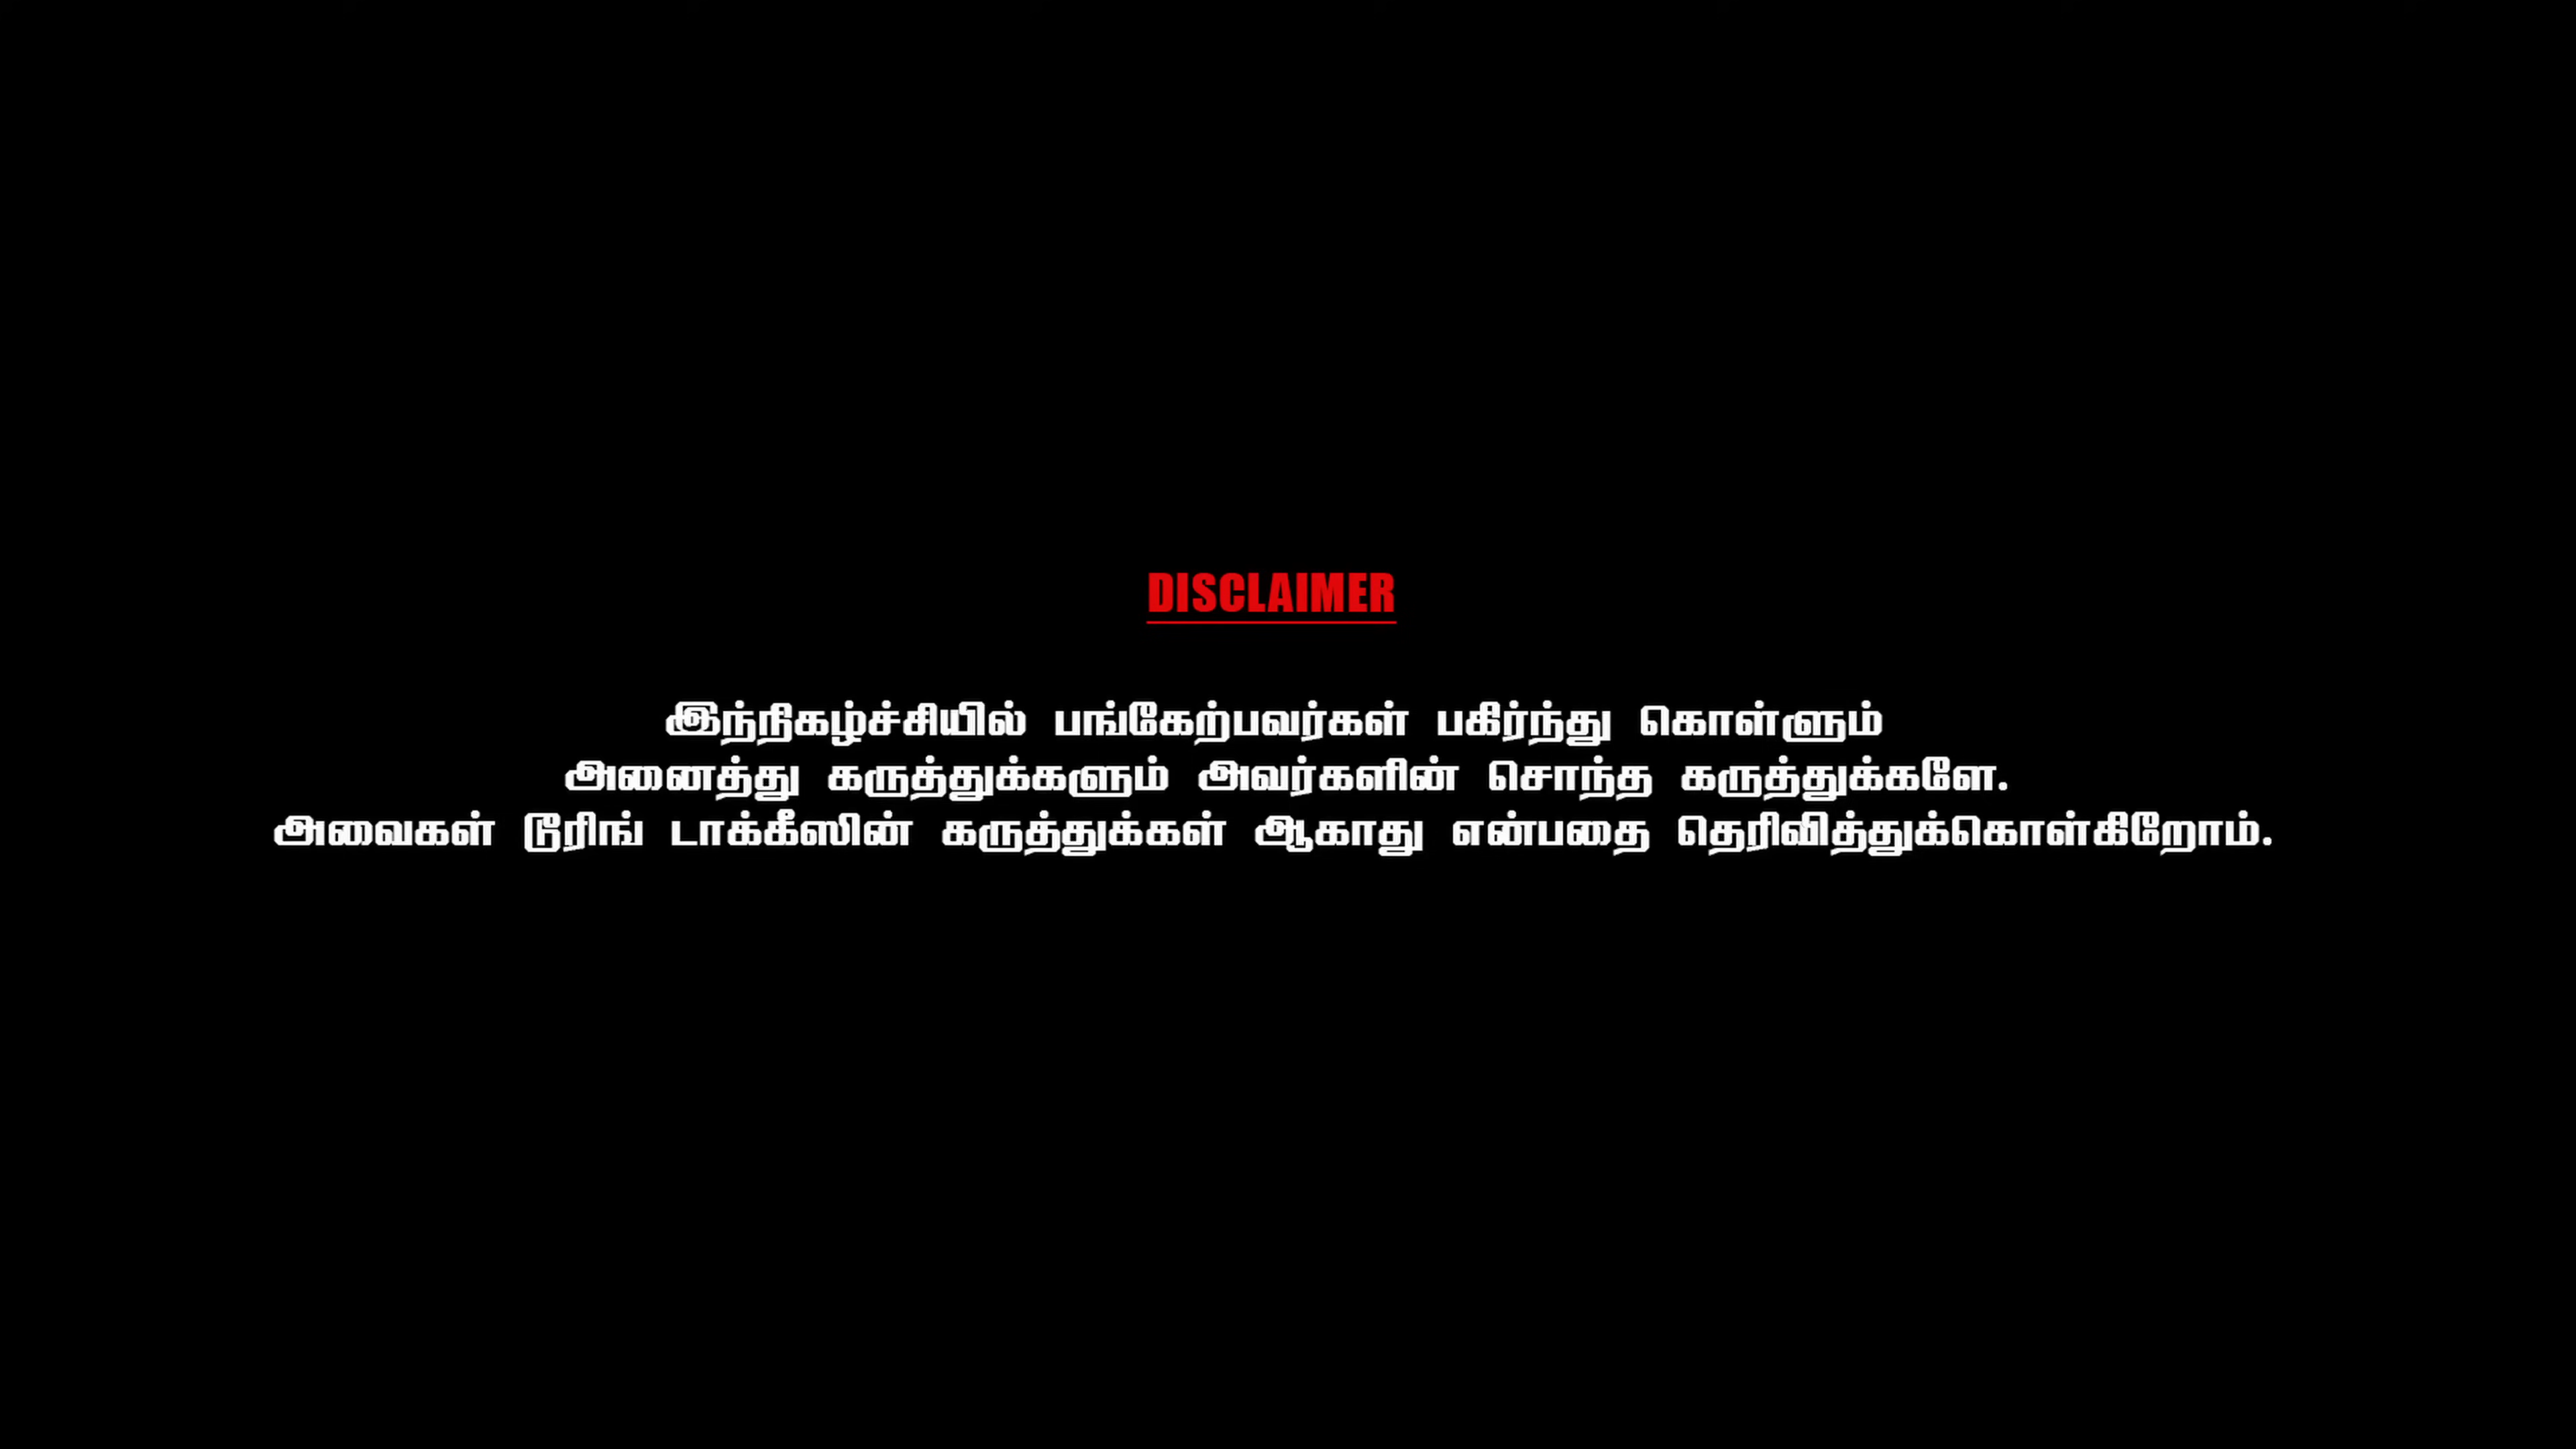 DISCLAIMER
இந்நிகழ்ச்சியில் பங்கேற்பவர்கள் பகிர்ந்து கொள்ளும்
அனைத்து கருத்துக்களும் அவர்களின் சொந்த கருத்துக்களே.
அவைகள் டூரிங் டாக்கீஸின் கருத்துக்கள் ஆகாது என்பதை தெரிவித்துக்கொள்கிறோம்.